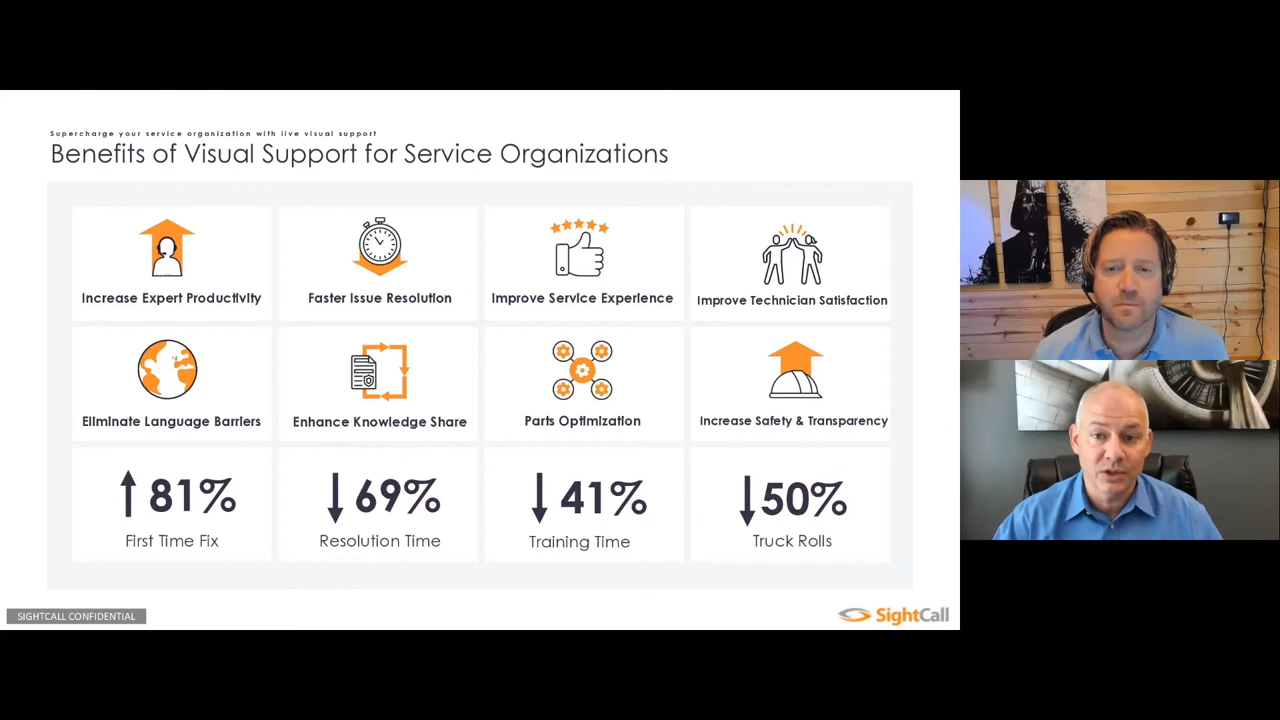 Supercharge your service organization with live visual support
Benefits of Visual Support for Service Organizations
Increase Expert Productivity
Faster Issue Resolution
Improve Service Experience
Improve Technician Satisfaction
Eliminate Language Barriers
Enhance Knowledge Share
Parts Optimization
Increase Safety & Transparency
81%
69%
41%
50%
First Time Fix
Resolution Time
Training Time
Truck Rolls
SIGHTCALL CONFIDENTIAL
SightCall